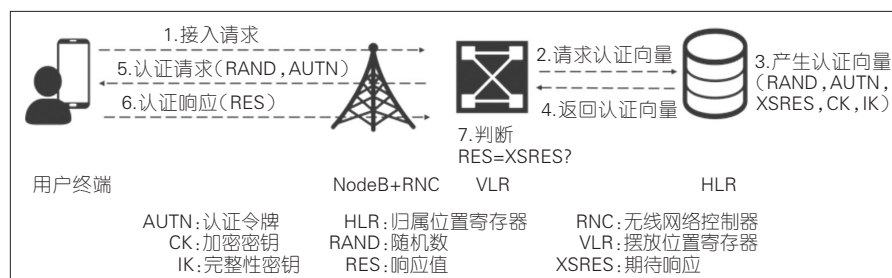 1.接入请求
5.认证请求(RAND,AUTN)
6.认证响应(RES)
2.请求认证向量
4.返回认证向量
3.产生认证向量
(RAND,AUTN,
XSRES,CK,IK)
7.判断
RES=XSRES?
用户终端 NodeB+RNC VLR HLR
AUTN:认证令牌 HLR:归属位置寄存器 RNC:无线网络控制器
CK:加密密钥 RAND:随机数 VLR:摆放位置寄存器
IK:完整性密钥 RES:响应值 XSRES:期待响应